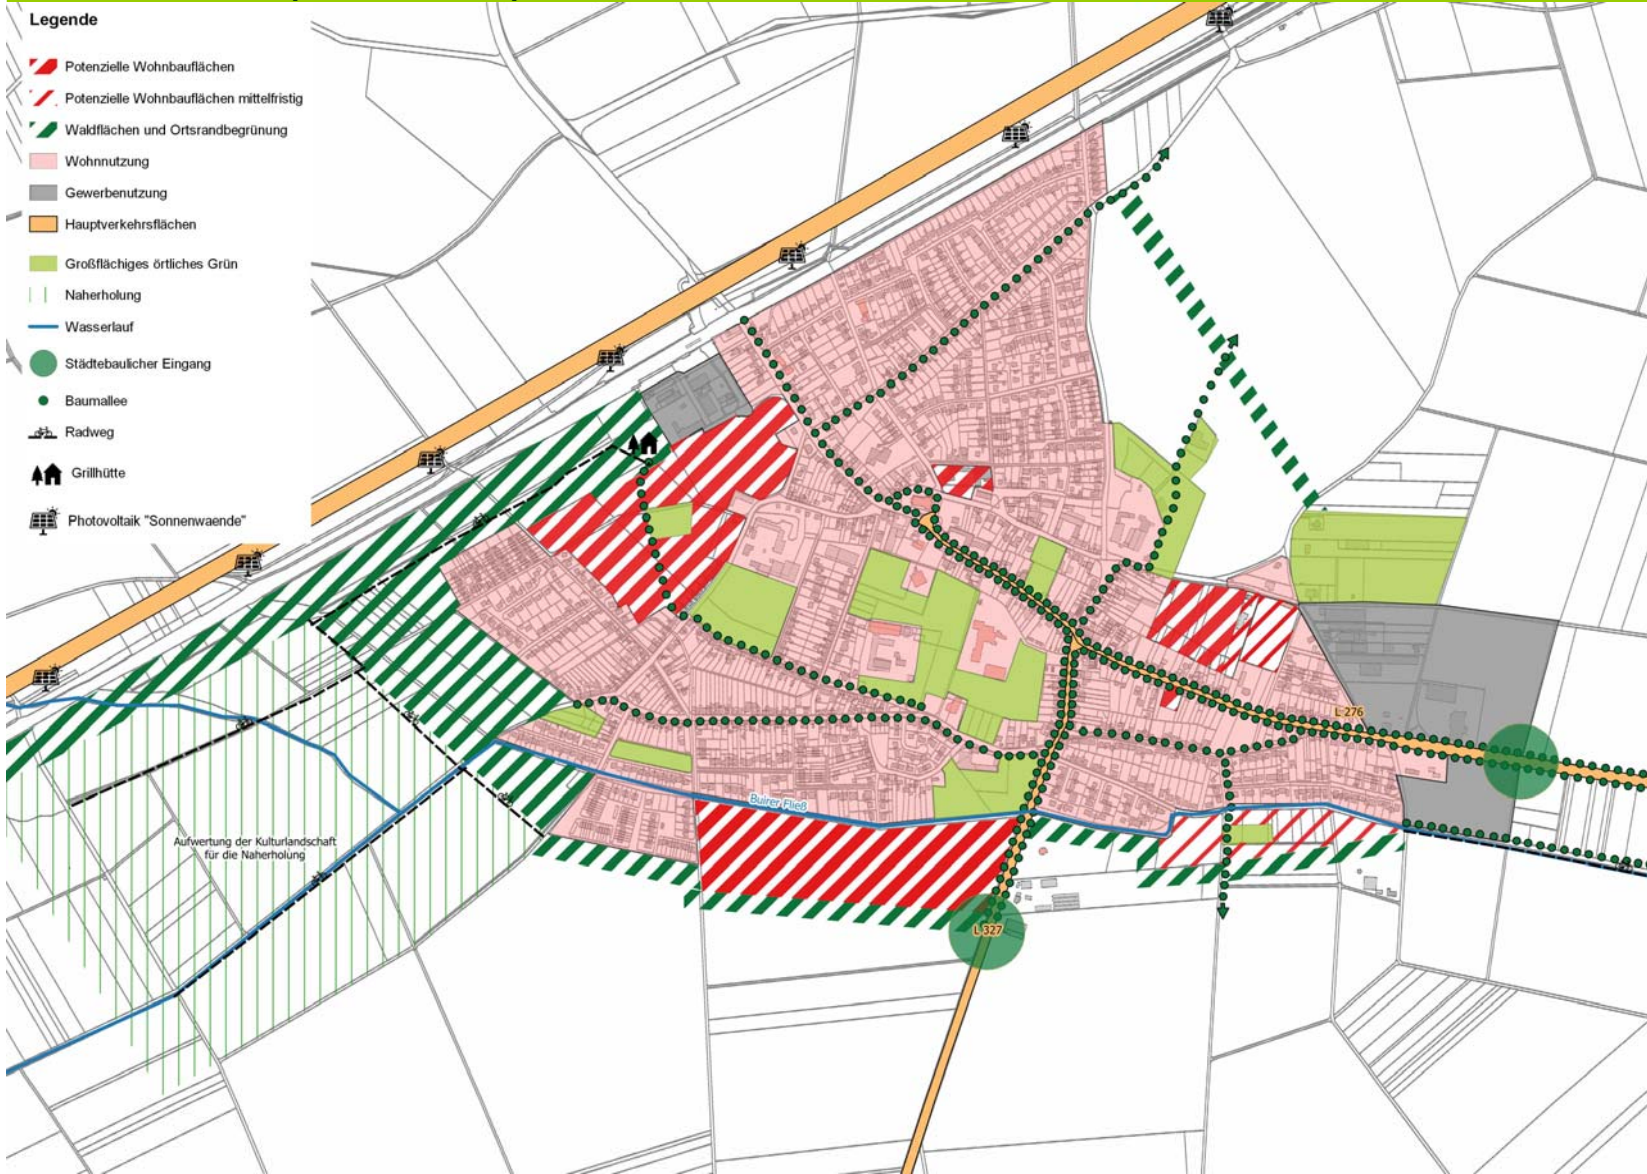 Legende
Potenzielle Wohnbauflächen
Potenzielle Wohnbauflächen mittelfristig
Waldflächen und Ortsrandbegrünung
Wohnnutzung
Gewerbenutzung
Hauptverkehrsflächen
Großflächiges örtliches Grün
Naherholung
Wasserlauf
Städtebaulicher Eingang
Baumallee
Radweg
Grillhütte
Photovoltaik "Sonnenwaende"
L 276
Buirer Fließ
Aufwertung der Kulturlandschaft
für die Naherholung
L 327